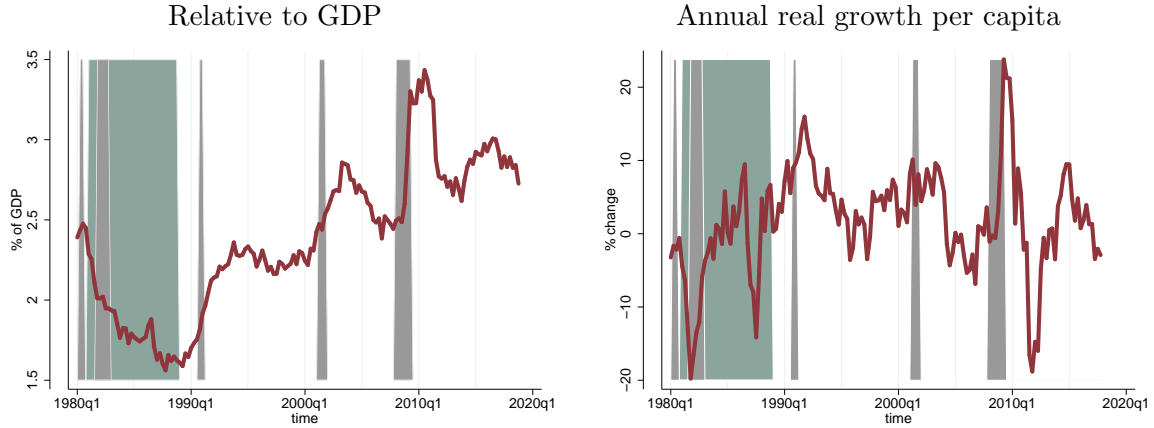 Relative to GDP
% of GDP
3.5
3
2.5
2
1.5
1980q1 1990q1 2000q1 2010q1 2020q1
time
Annual real growth per capita
% change
20
10
0
−10
−20
1980q1 1990q1 2000q1 2010q1 2020q1
time